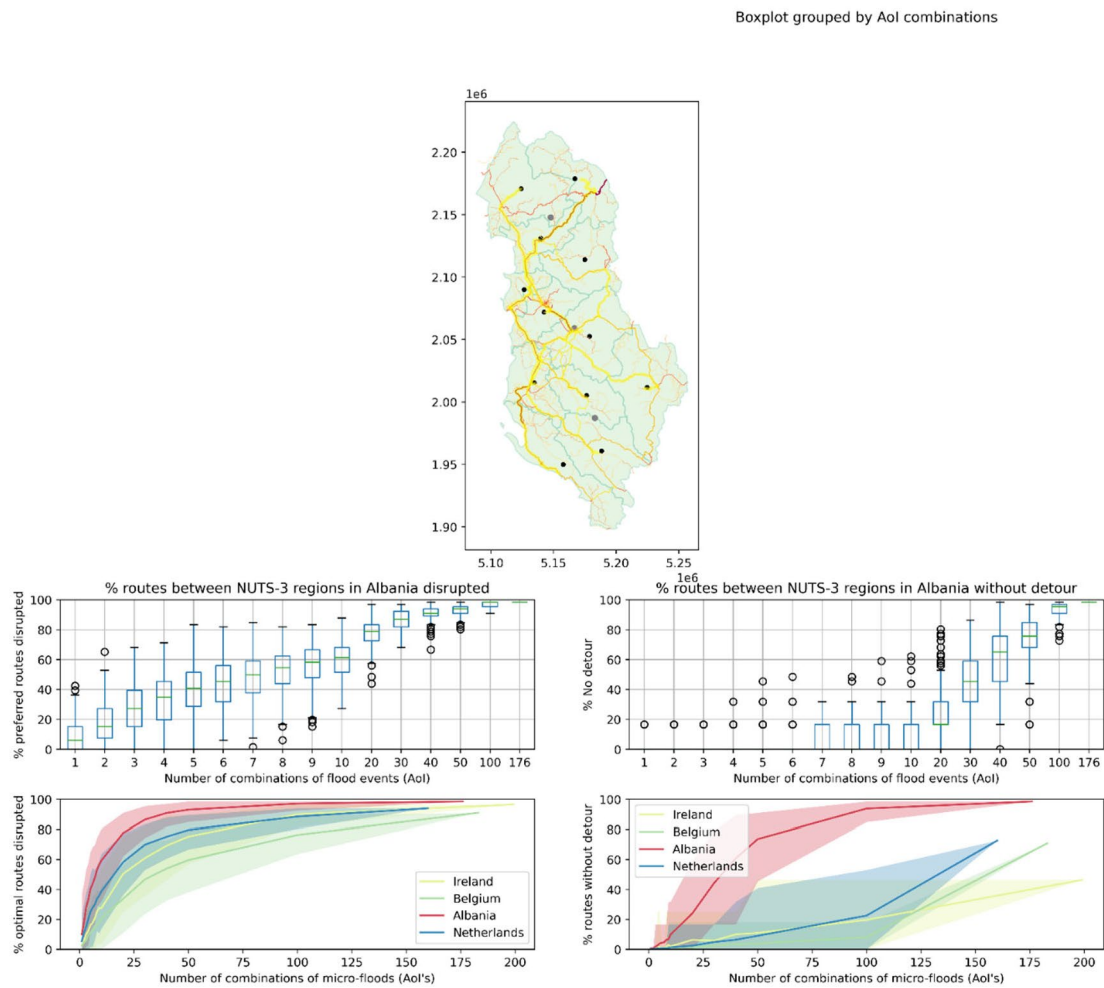 Boxplot grouped by AoI combinations
1e6
2.20
2.15
2.10
2.05
2.00
1.95
1.90
5.10 5.15 5.20 5.25
1e6
% routes between NUTS-3 regions in Albania disrupted
% preferred routes disrupted
100
80
60
40
20
0
1 2 3 4 5 6 7 8 9 10 20 30 40 50 100 176
Number of combinations of flood events (AoI)
% routes between NUTS-3 regions in Albania without detour
% No detour
100
80
60
40
20
0
1 2 3 4 5 6 7 8 9 10 20 30 40 50 100 176
Number of combinations of flood events (AoI)
% optimal routes disrupted
100
80
60
40
20
0
Ireland
Belgium
Albania
Netherlands
0 25 50 75 100 125 150 175 200
Number of combinations of micro-floods (AoI's)
% routes without detour
100
80
60
40
20
0
Ireland
Belgium
Albania
Netherlands
0 25 50 75 100 125 150 175 200
Number of combinations of micro-floods (AoI's)